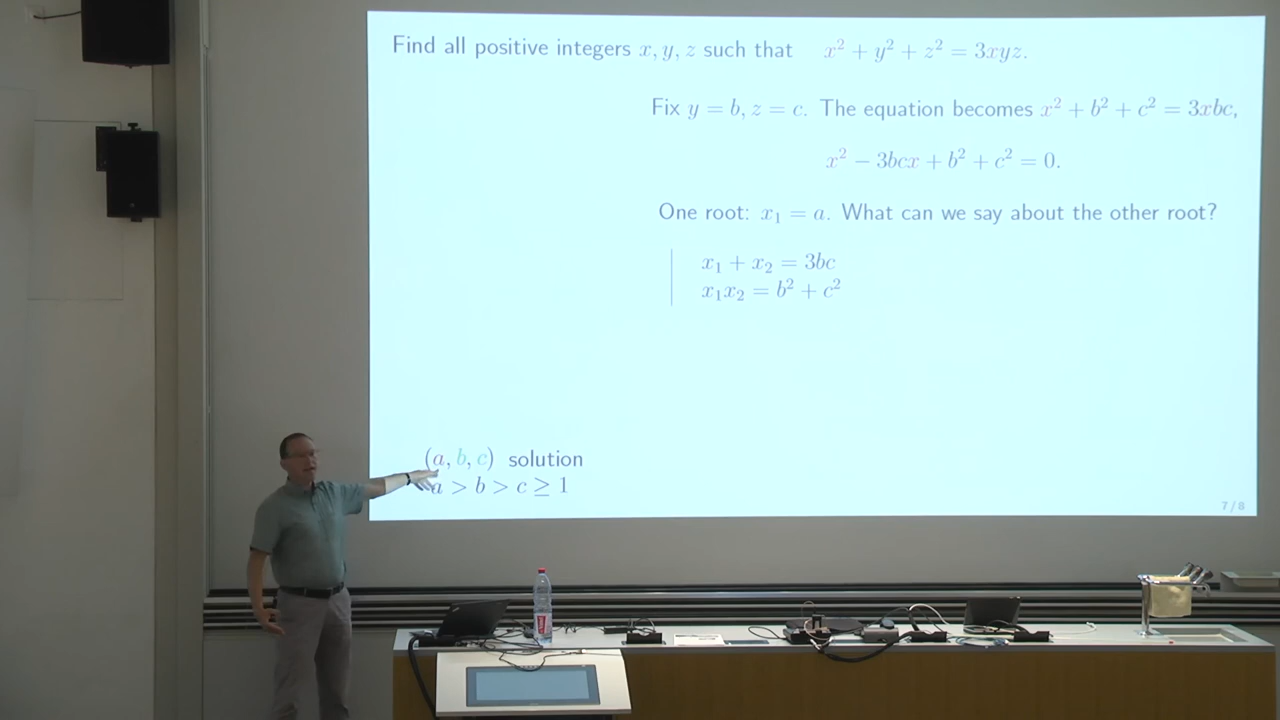 Find all positive integers x, y, z such that x² + y² + z² = 3xyz.
Fix y = b, z = c. The equation becomes x² + b² + c² = 3xbc,
x² − 3bcx + b² + c² = 0.
One root: x₁ = a. What can we say about the other root?
x₁ + x₂ = 3bc
x₁x₂ = b² + c²
(a, b, c) solution
a > b > c ≥ 1
7/8